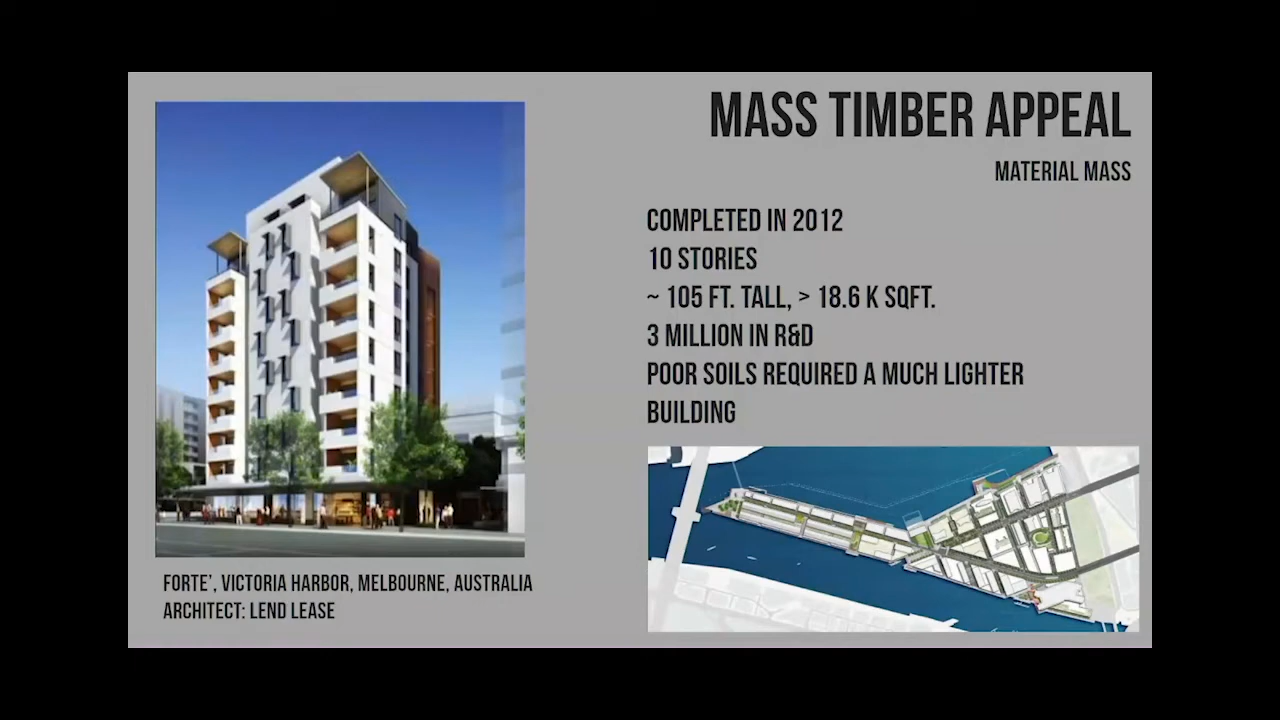 MASS TIMBER APPEAL
MATERIAL MASS
COMPLETED IN 2012
10 STORIES
~ 105 FT. TALL, > 18.6 K SQFT.
3 MILLION IN R&D
POOR SOILS REQUIRED A MUCH LIGHTER
BUILDING
FORTE’, VICTORIA HARBOR, MELBOURNE, AUSTRALIA
ARCHITECT: LEND LEASE